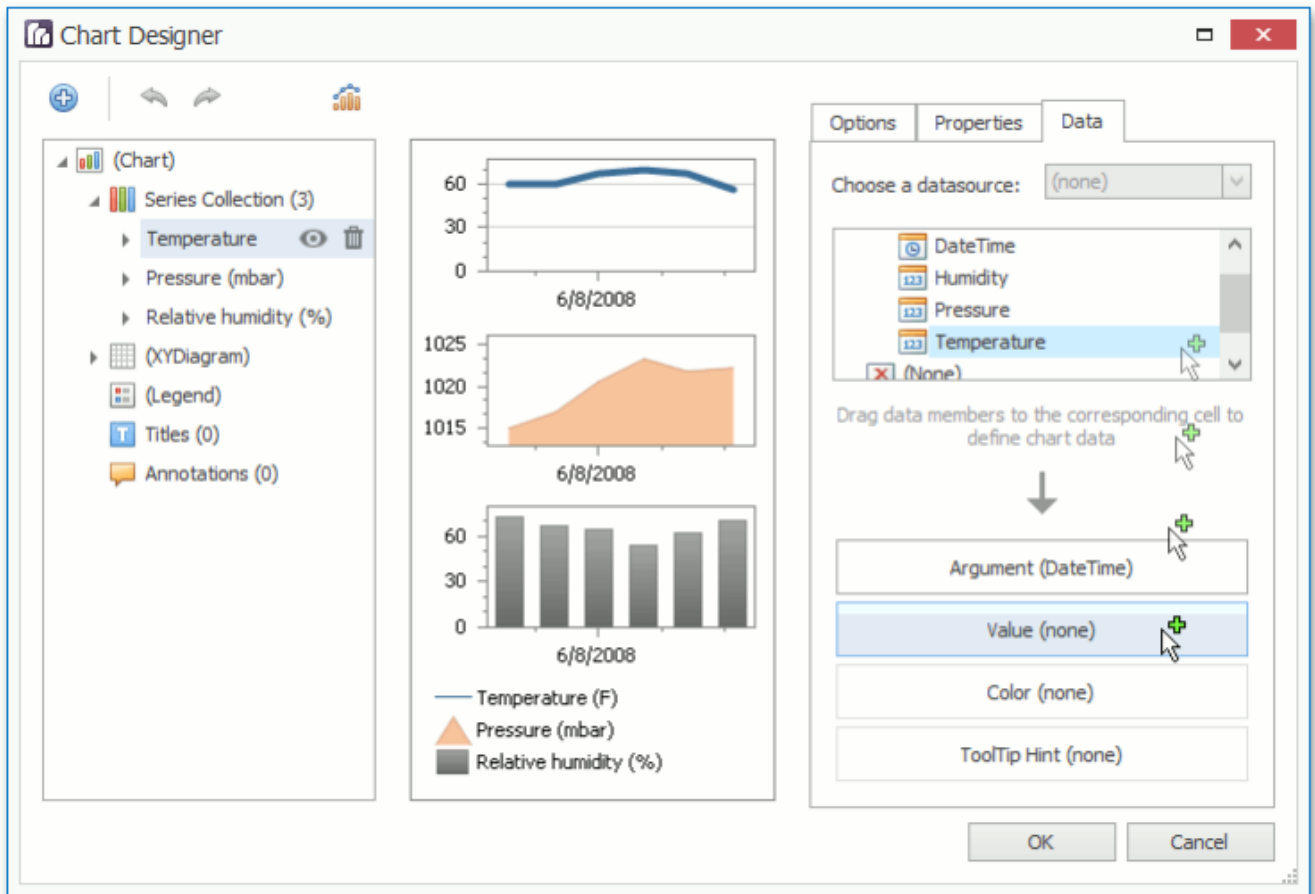 Chart Designer
(Chart)
Series Collection (3)
Temperature
Pressure (mbar)
Relative humidity (%)
(XYDiagram)
(Legend)
Titles (0)
Annotations (0)
60
30
0
6/8/2008
1025
1020
1015
6/8/2008
60
30
0
6/8/2008
Temperature (F)
Pressure (mbar)
Relative humidity (%)
Options Properties Data
Choose a datasource: (none)
DateTime
123 Humidity
123 Pressure
123 Temperature
(None)
Drag data members to the corresponding cell to
define chart data
Argument (DateTime)
Value (none)
Color (none)
ToolTip Hint (none)
OK Cancel